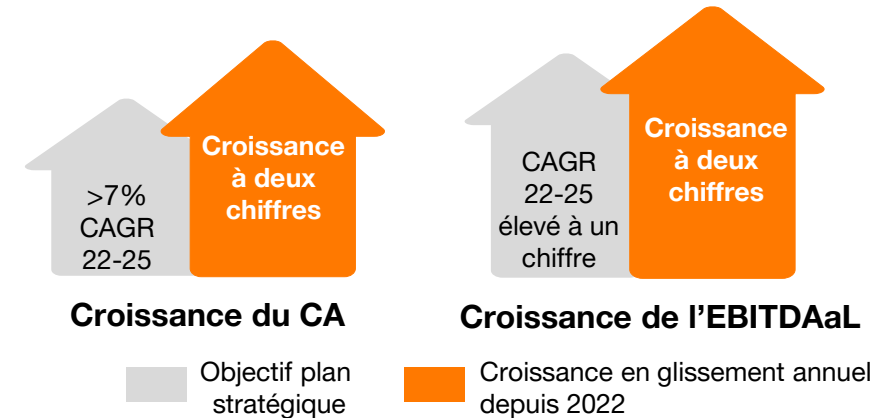 >7%
CAGR
22-25
Croissance
à deux
chiffres
Croissance du CA
CAGR
22-25
élevé à un
chiffre
Croissance
à deux
chiffres
Croissance de l’EBITDAaL
Objectif plan
stratégique
Croissance en glissement annuel
depuis 2022